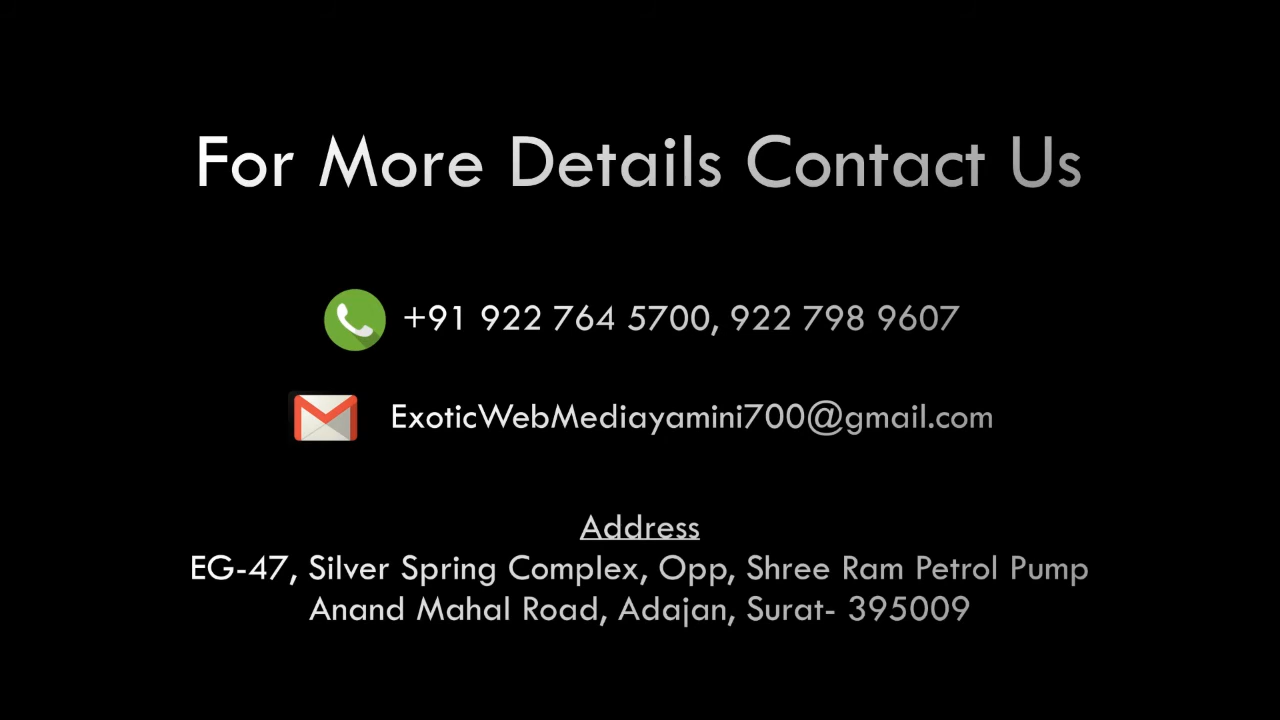 For More Details Contact Us
+91 922 764 5700, 922 798 9607
ExoticWebMediayamini700@gmail.com
Address
EG-47, Silver Spring Complex, Opp, Shree Ram Petrol Pump
Anand Mahal Road, Adajan, Surat- 395009